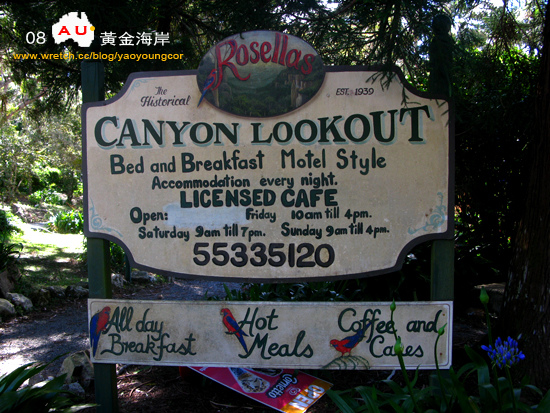 08 AU 黃金海岸
www.wretch.cc/blog/yaoyoungcor
Rosellas
The Historical
EST. 1939
CANYON LOOKOUT
Bed and Breakfast Motel Style
Accommodation every night.
LICENSED CAFE
Open: Friday 10am till 4pm.
Saturday 9am till 7pm. Sunday 9am till 4pm.
55335120
All day Breakfast
Hot Meals
Coffee and Cakes
Cornetto